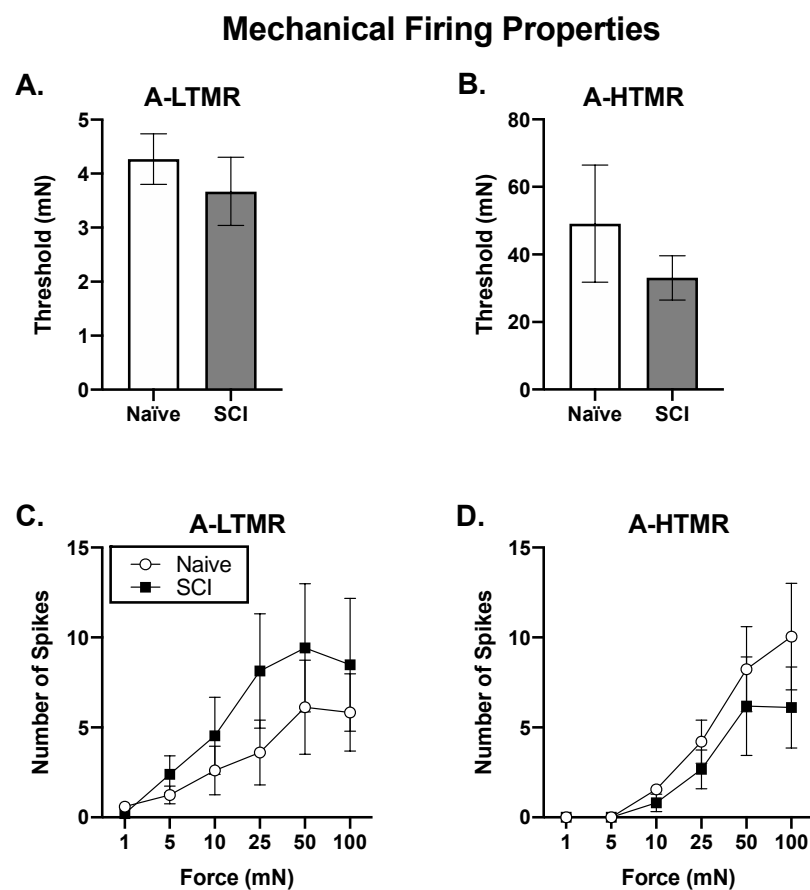 Mechanical Firing Properties
A.
A-LTMR
Threshold (mN)
5
4
3
2
1
0
Naïve
SCI
B.
A-HTMR
Threshold (mN)
80
60
40
20
0
Naïve
SCI
C.
A-LTMR
Naive
SCI
Number of Spikes
15
10
5
0
1
5
10
25
50
100
Force (mN)
D.
A-HTMR
Number of Spikes
15
10
5
0
1
5
10
25
50
100
Force (mN)